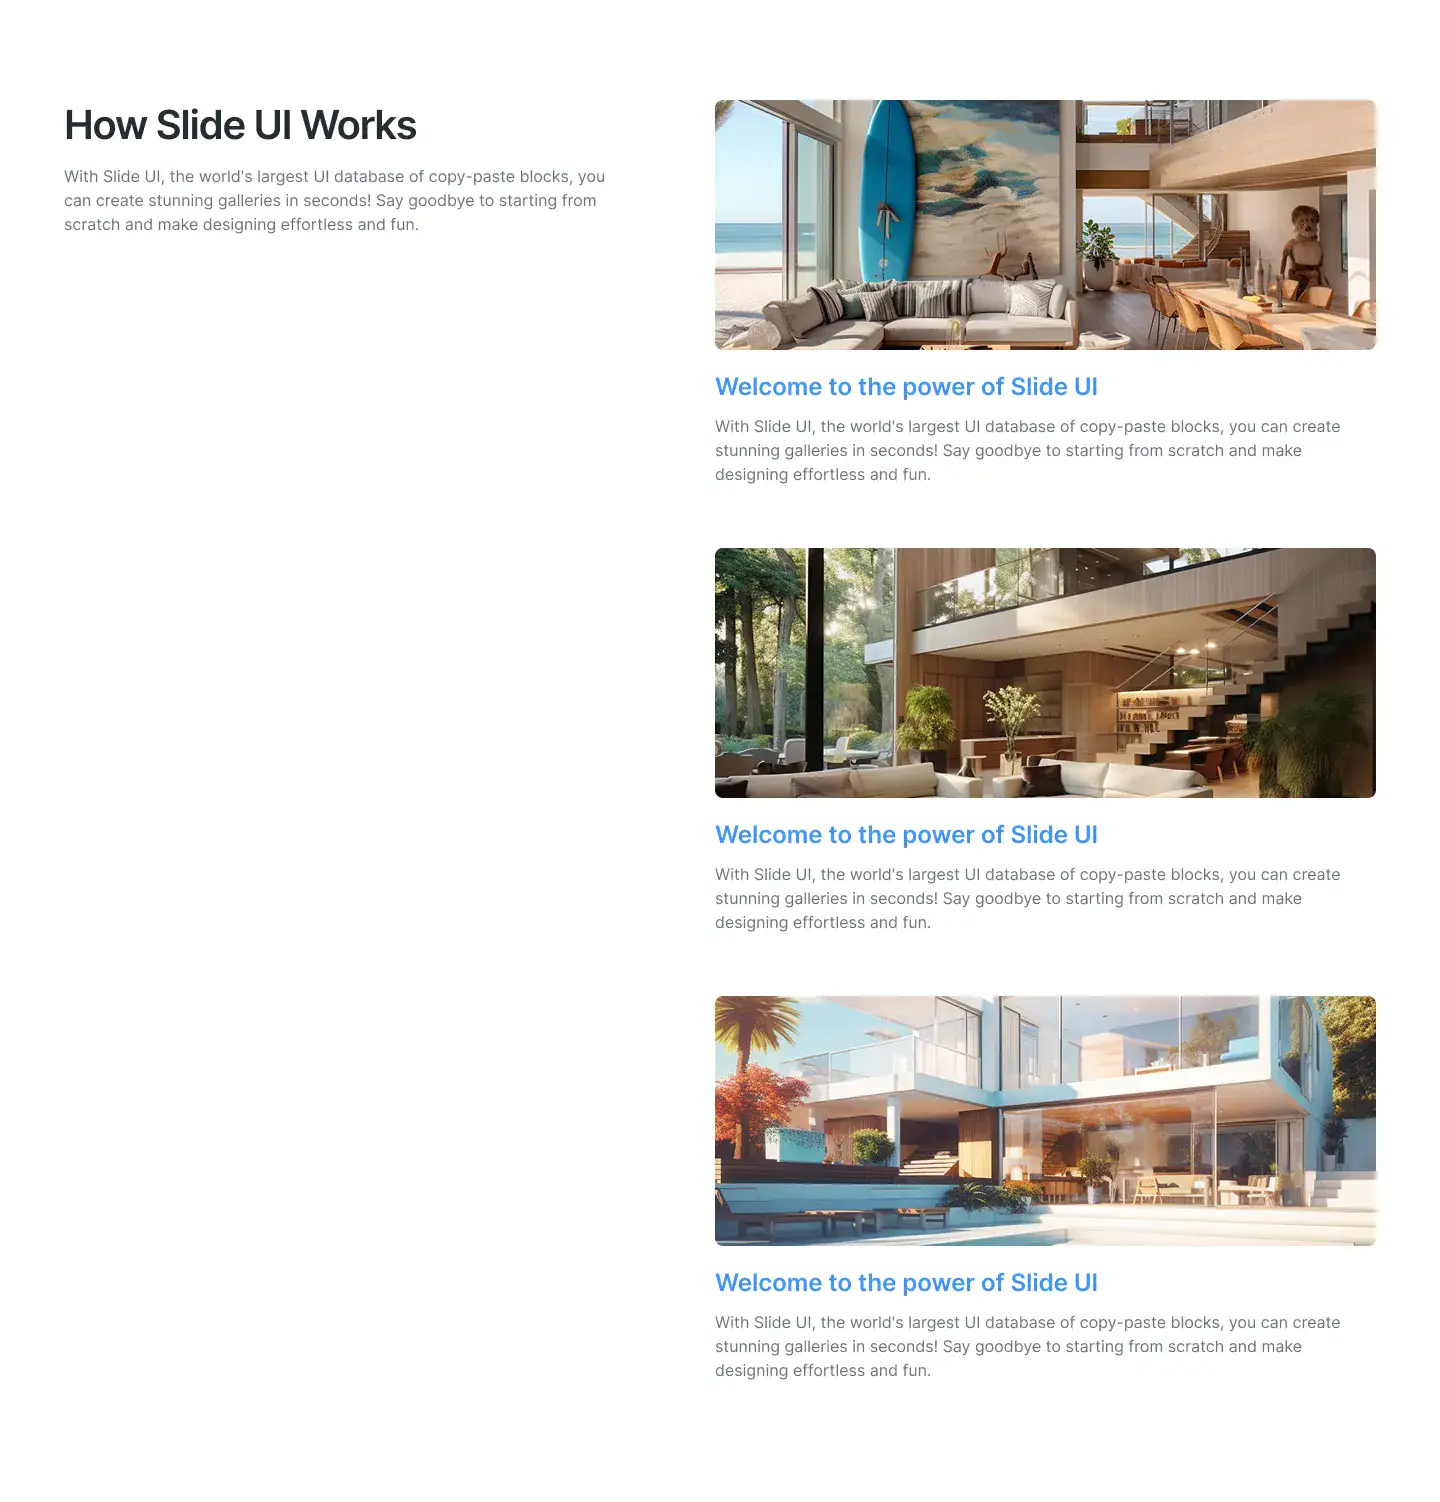 How Slide UI Works
With Slide UI, the world's largest UI database of copy-paste blocks, you
can create stunning galleries in seconds! Say goodbye to starting from
scratch and make designing effortless and fun.
Welcome to the power of Slide UI
With Slide UI, the world's largest UI database of copy-paste blocks, you can create
stunning galleries in seconds! Say goodbye to starting from scratch and make
designing effortless and fun.
Welcome to the power of Slide UI
With Slide UI, the world's largest UI database of copy-paste blocks, you can create
stunning galleries in seconds! Say goodbye to starting from scratch and make
designing effortless and fun.
Welcome to the power of Slide UI
With Slide UI, the world's largest UI database of copy-paste blocks, you can create
stunning galleries in seconds! Say goodbye to starting from scratch and make
designing effortless and fun.